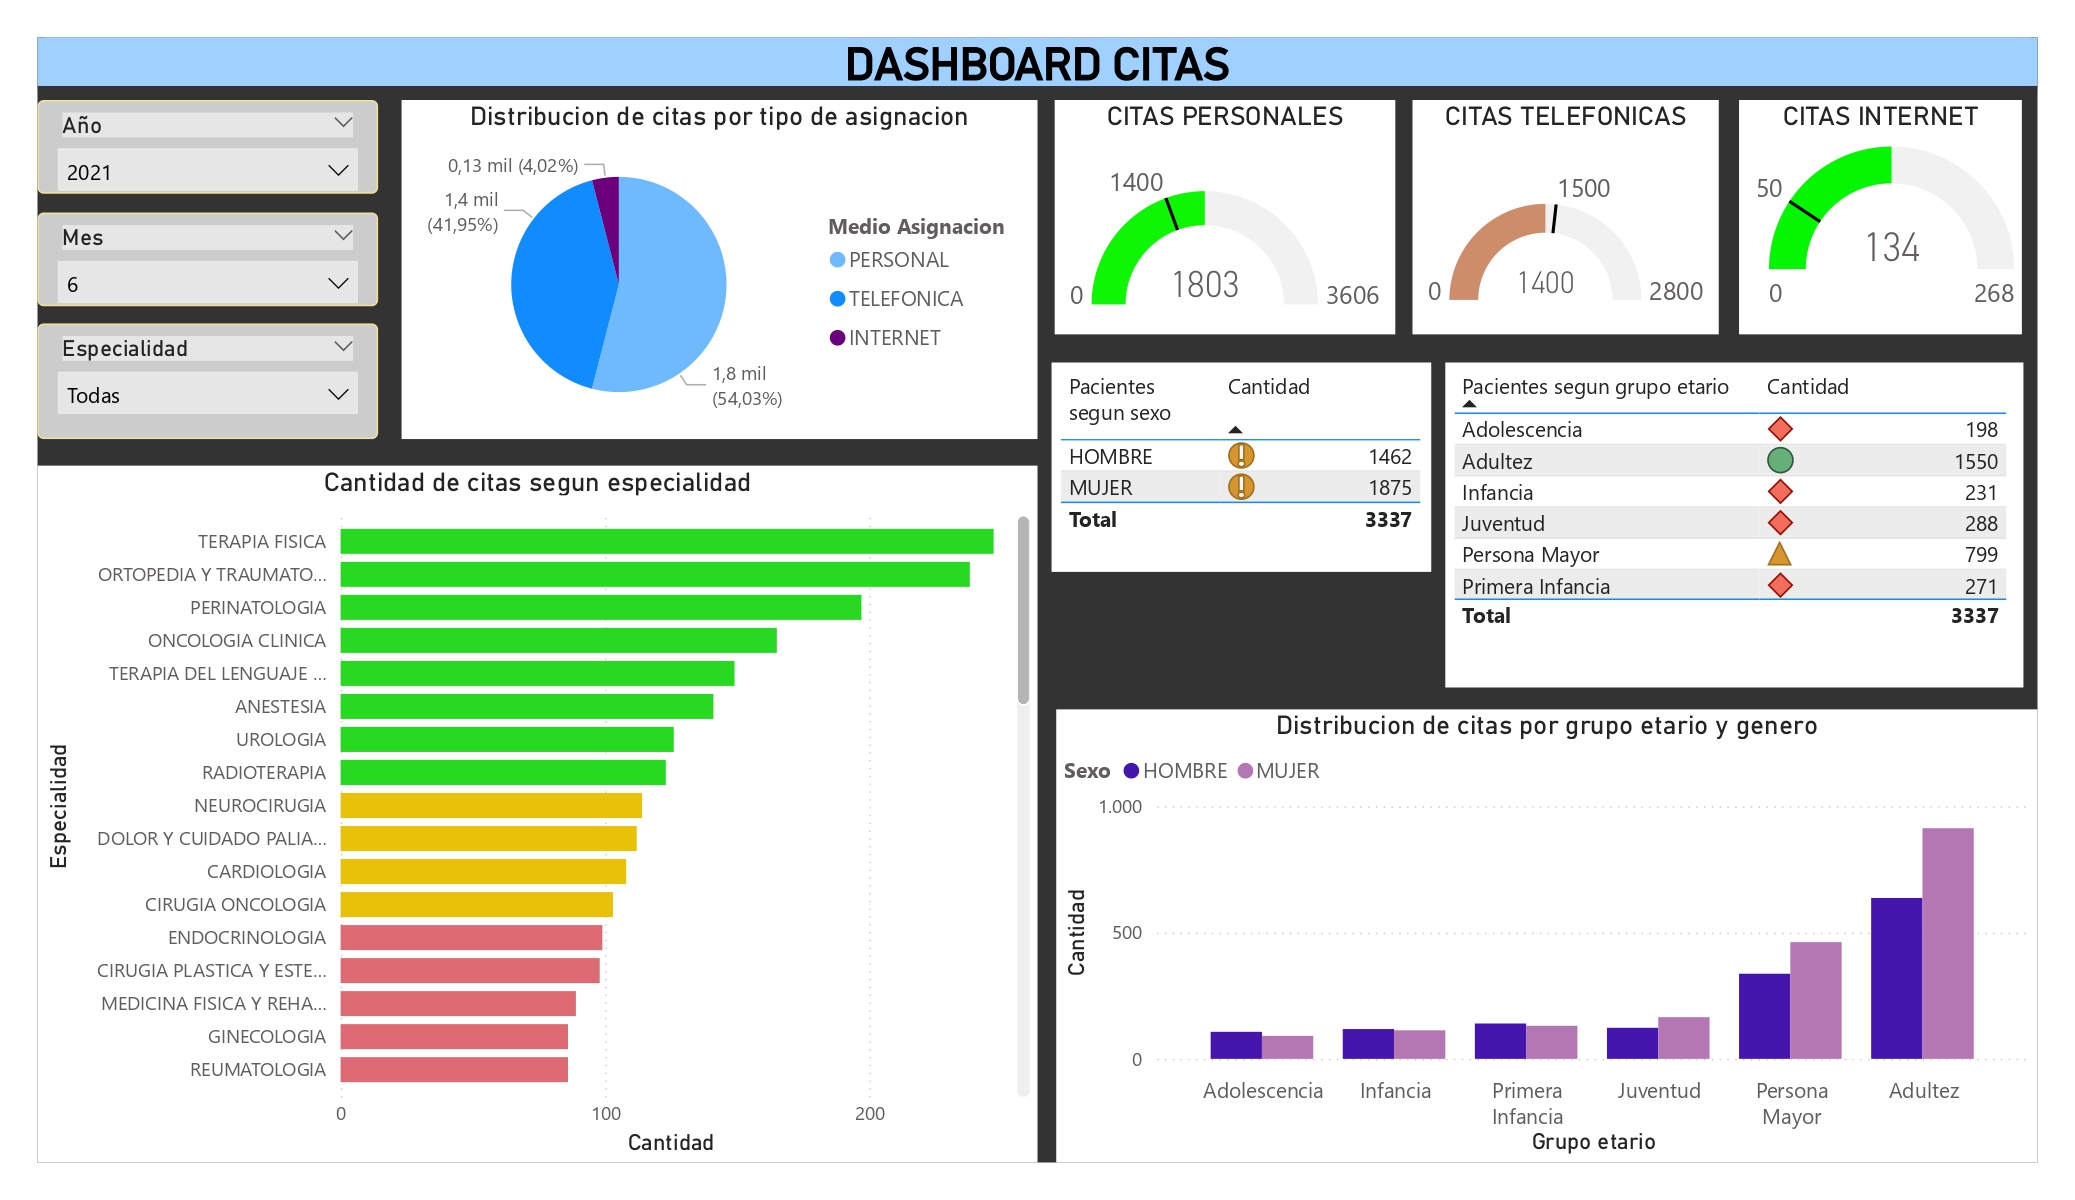 DASHBOARD CITAS
Año
2021
Mes
6
Especialidad
Todas
Distribucion de citas por tipo de asignacion
0,13 mil (4,02%)
1,4 mil
(41,95%)
1,8 mil
(54,03%)
Medio Asignacion
PERSONAL
TELEFONICA
INTERNET
CITAS PERSONALES
1400
1803
0
3606
CITAS TELEFONICAS
1500
1400
0
2800
CITAS INTERNET
50
134
0
268
Pacientes
segun sexo
Cantidad
HOMBRE 1462
MUJER 1875
Total 3337
Pacientes segun grupo etario Cantidad
Adolescencia 198
Adultez 1550
Infancia 231
Juventud 288
Persona Mayor 799
Primera Infancia 271
Total 3337
Cantidad de citas segun especialidad
Especialidad
TERAPIA FISICA
ORTOPEDIA Y TRAUMATO...
PERINATOLOGIA
ONCOLOGIA CLINICA
TERAPIA DEL LENGUAJE ...
ANESTESIA
UROLOGIA
RADIOTERAPIA
NEUROCIRUGIA
DOLOR Y CUIDADO PALIA...
CARDIOLOGIA
CIRUGIA ONCOLOGIA
ENDOCRINOLOGIA
CIRUGIA PLASTICA Y ESTE...
MEDICINA FISICA Y REHA...
GINECOLOGIA
REUMATOLOGIA
0 100 200
Cantidad
Distribucion de citas por grupo etario y genero
Sexo HOMBRE MUJER
Cantidad
1.000
500
0
Adolescencia
Infancia
Primera
Infancia
Juventud
Persona
Mayor
Adultez
Grupo etario